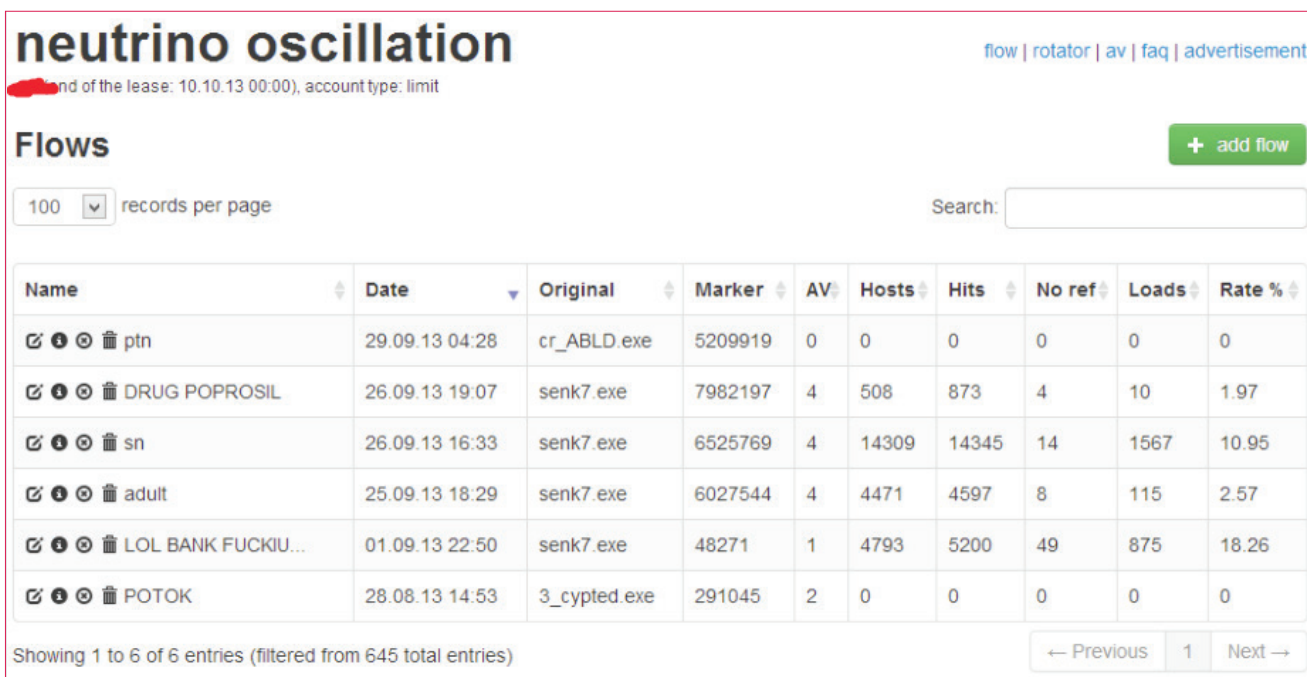 neutrino oscillation
flow | rotator | av | faq | advertisement
nd of the lease: 10.10.13 00:00), account type: limit
Flows
+ add flow
100 records per page
Search:
Name Date Original Marker AV Hosts Hits No ref Loads Rate %
ptn 29.09.13 04:28 cr_ABLD.exe 5209919 0 0 0 0 0 0
DRUG POPROSIL 26.09.13 19:07 senk7.exe 7982197 4 508 873 4 10 1.97
sn 26.09.13 16:33 senk7.exe 6525769 4 14309 14345 14 1567 10.95
adult 25.09.13 18:29 senk7.exe 6027544 4 4471 4597 8 115 2.57
LOL BANK FUCKIU... 01.09.13 22:50 senk7.exe 48271 1 4793 5200 49 875 18.26
POTOK 28.08.13 14:53 3_cypted.exe 291045 2 0 0 0 0 0
Showing 1 to 6 of 6 entries (filtered from 645 total entries)
← Previous 1 Next →